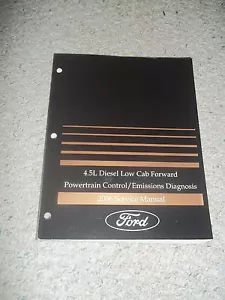 4.5L Diesel Low Cab Forward
Powertrain Control/Emissions Diagnosis
2006 Service Manual
Ford